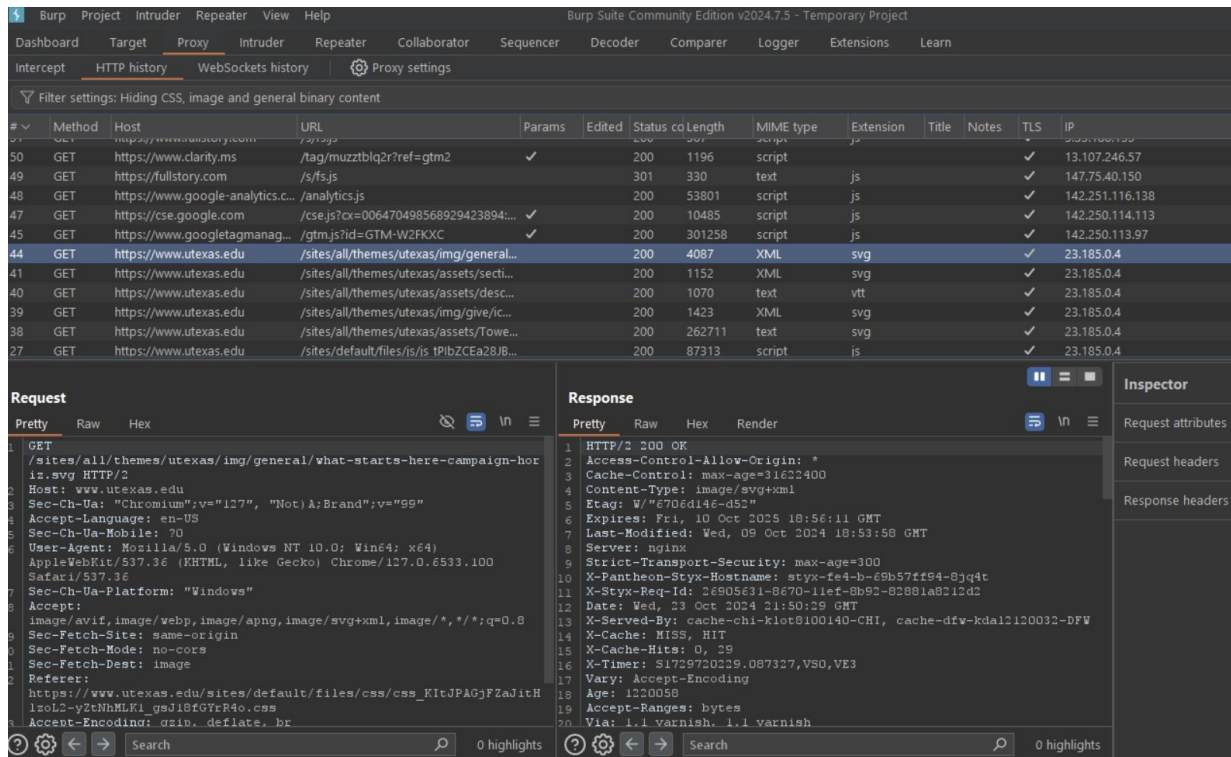 Burp Project Intruder Repeater View Help Burp Suite Community Edition v2024.7.5 - Temporary Project
Dashboard Target Proxy Intruder Repeater Collaborator Sequencer Decoder Comparer Logger Extensions Learn
Intercept HTTP history WebSockets history Proxy settings
Filter settings: Hiding CSS, image and general binary content
# Method Host URL Params Edited Status co Length MIME type Extension Title Notes TLS IP
50 GET https://www.clarity.ms /tag/muzztblq2r?ref=gtm2 ✓ 200 1196 script ✓ 13.107.246.57
49 GET https://fullstory.com /s/fs.js 301 330 text js ✓ 147.75.40.150
48 GET https://www.google-analytics.c... /analytics.js 200 53801 script js ✓ 142.251.116.138
47 GET https://cse.google.com /cse.js?cx=006470498568929423894:... ✓ 200 10485 script js ✓ 142.250.114.113
45 GET https://www.googletagmanag... /gtm.js?id=GTM-W2FKXC ✓ 200 301258 script js ✓ 142.250.113.97
44 GET https://www.utexas.edu /sites/all/themes/utexas/img/general... 200 4087 XML svg ✓ 23.185.0.4
41 GET https://www.utexas.edu /sites/all/themes/utexas/assets/secti... 200 1152 XML svg ✓ 23.185.0.4
40 GET https://www.utexas.edu /sites/all/themes/utexas/assets/desc... 200 1070 text vtt ✓ 23.185.0.4
39 GET https://www.utexas.edu /sites/all/themes/utexas/img/give/ic... 200 1423 XML svg ✓ 23.185.0.4
38 GET https://www.utexas.edu /sites/all/themes/utexas/assets/Towe... 200 262711 text svg ✓ 23.185.0.4
27 GET https://www.utexas.edu /sites/default/files/js/js_tPIbZCEa28JB... 200 87313 script js ✓ 23.185.0.4
Request
Pretty Raw Hex \n
1 GET
/sites/all/themes/utexas/img/general/what-starts-here-campaign-hor
iz.svg HTTP/2
2 Host: www.utexas.edu
3 Sec-Ch-Ua: "Chromium";v="127", "Not)A;Brand";v="99"
4 Accept-Language: en-US
5 Sec-Ch-Ua-Mobile: ?0
6 User-Agent: Mozilla/5.0 (Windows NT 10.0; Win64; x64)
AppleWebKit/537.36 (KHTML, like Gecko) Chrome/127.0.6533.100
Safari/537.36
7 Sec-Ch-Ua-Platform: "Windows"
8 Accept:
image/avif,image/webp,image/apng,image/svg+xml,image/*,*/*;q=0.8
9 Sec-Fetch-Site: same-origin
0 Sec-Fetch-Mode: no-cors
1 Sec-Fetch-Dest: image
2 Referer:
https://www.utexas.edu/sites/default/files/css/css_KItJPAGjFZaJitH
lzoL2-yZtNhMLKi_gsJ18fGYrR4o.css
3 Accept-Encoding: gzip, deflate, br
Search 0 highlights
Response
Pretty Raw Hex Render \n
1 HTTP/2 200 OK
2 Access-Control-Allow-Origin: *
3 Cache-Control: max-age=31622400
4 Content-Type: image/svg+xml
5 Etag: W/"6706d146-d52"
6 Expires: Fri, 10 Oct 2025 18:56:11 GMT
7 Last-Modified: Wed, 09 Oct 2024 18:53:58 GMT
8 Server: nginx
9 Strict-Transport-Security: max-age=300
10 X-Pantheon-Styx-Hostname: styx-fe4-b-69b57ff94-8jq4t
11 X-Styx-Req-Id: 26905631-8670-11ef-8b92-82881a8212d2
12 Date: Wed, 23 Oct 2024 21:50:29 GMT
13 X-Served-By: cache-chi-klot8100140-CHI, cache-dfw-kdal2120032-DFW
14 X-Cache: MISS, HIT
15 X-Cache-Hits: 0, 29
16 X-Timer: S1729720229.087327,VS0,VE3
17 Vary: Accept-Encoding
18 Age: 1220058
19 Accept-Ranges: bytes
20 Via: 1.1 varnish, 1.1 varnish
Search 0 highlights
Inspector
Request attributes
Request headers
Response headers